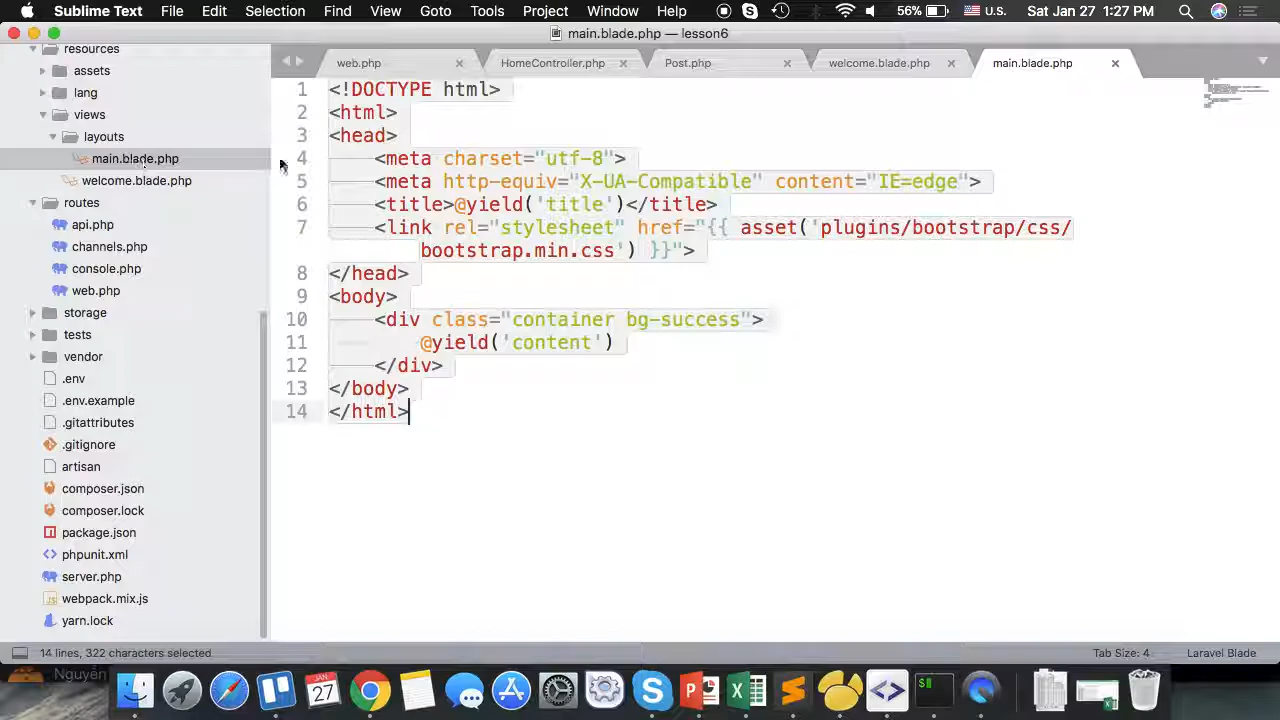 Sublime Text File Edit Selection Find View Goto Tools Project Window Help 56% U.S. Sat Jan 27 1:27 PM
main.blade.php — lesson6
resources
assets
lang
views
layouts
main.blade.php
welcome.blade.php
routes
api.php
channels.php
console.php
web.php
storage
tests
vendor
.env
.env.example
.gitattributes
.gitignore
artisan
composer.json
composer.lock
package.json
phpunit.xml
server.php
webpack.mix.js
yarn.lock
web.php HomeController.php Post.php welcome.blade.php main.blade.php
1 <!DOCTYPE html>
2 <html>
3 <head>
4 <meta charset="utf-8">
5 <meta http-equiv="X-UA-Compatible" content="IE=edge">
6 <title>@yield('title')</title>
7 <link rel="stylesheet" href="{{ asset('plugins/bootstrap/css/
bootstrap.min.css') }}">
8 </head>
9 <body>
10 <div class="container bg-success">
11 @yield('content')
12 </div>
13 </body>
14 </html>
14 lines, 322 characters selected Tab Size: 4 Laravel Blade
Nguyễn
JAN
27
$▮